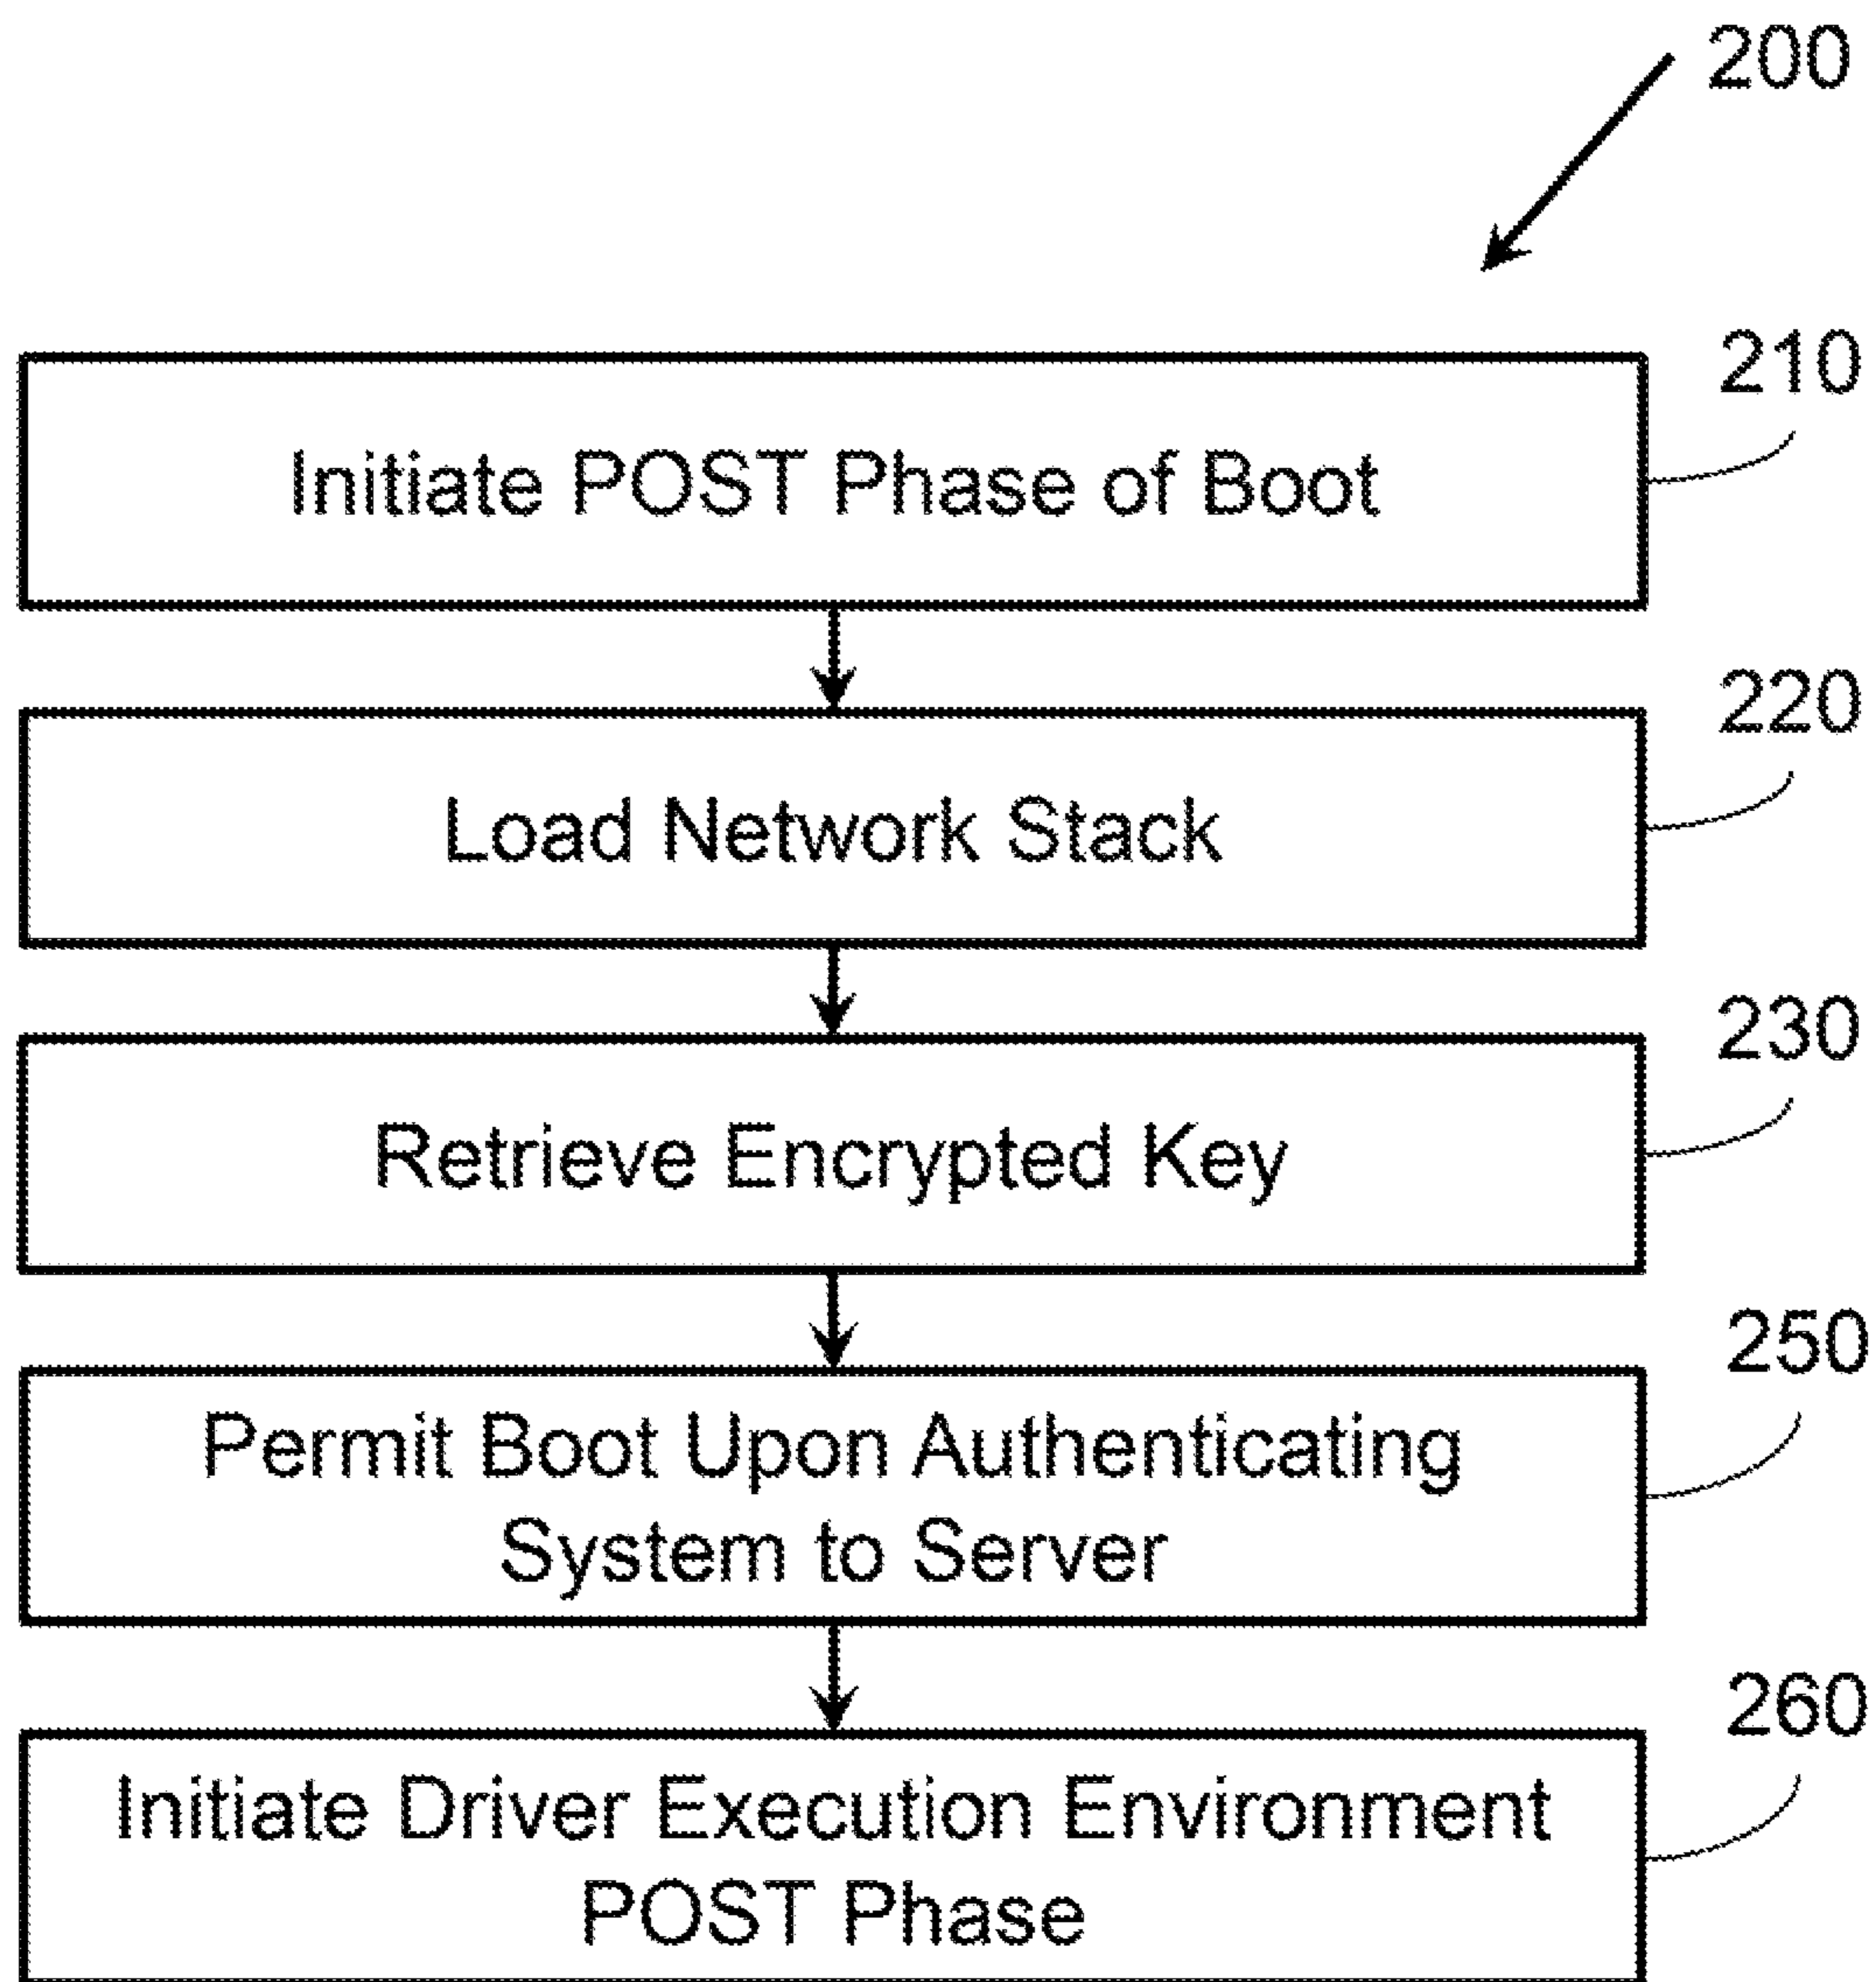 200
210
Initiate POST Phase of Boot
220
Load Network Stack
230
Retrieve Encrypted Key
250
Permit Boot Upon Authenticating
System to Server
260
Initiate Driver Execution Environment
POST Phase